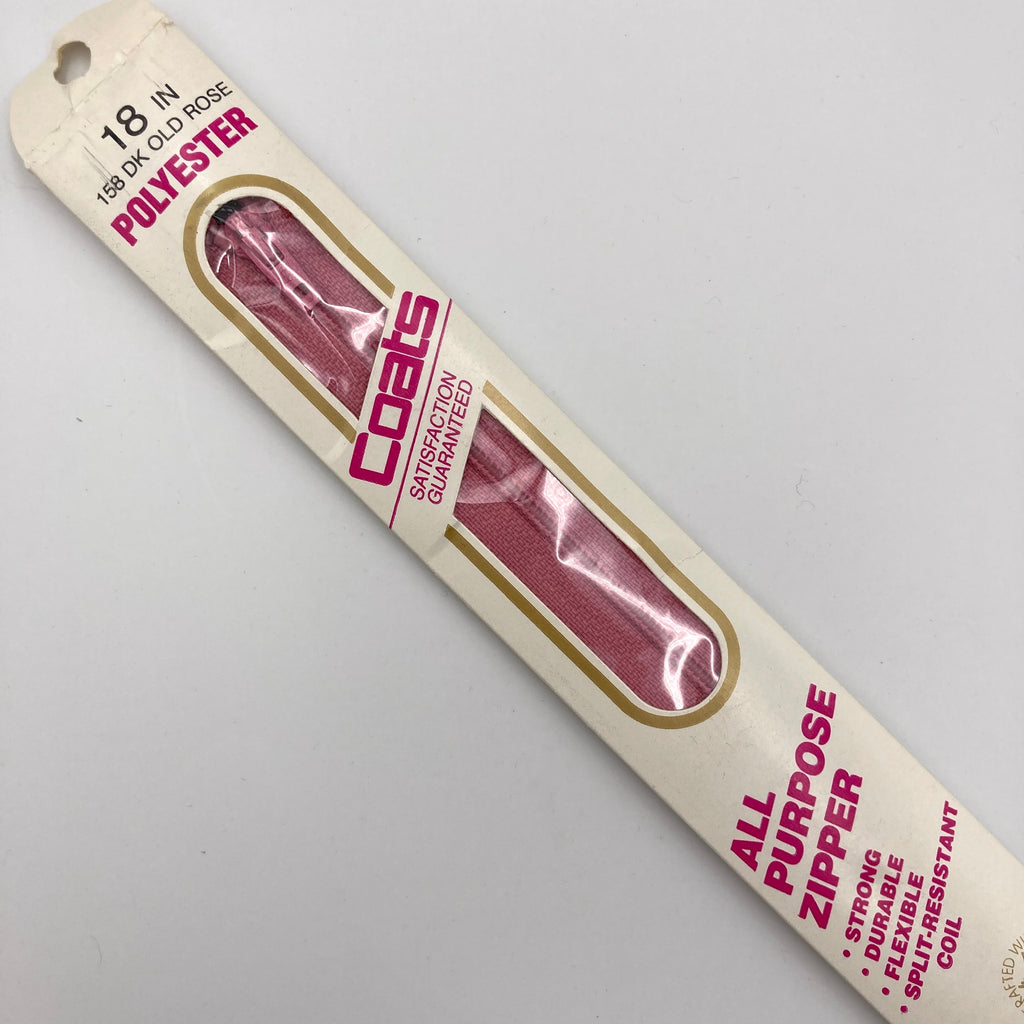 18 IN
158 DK OLD ROSE
POLYESTER
coats
SATISFACTION
GUARANTEED
ALL
PURPOSE
ZIPPER
• STRONG
• DURABLE
• FLEXIBLE
• SPLIT-RESISTANT
COIL